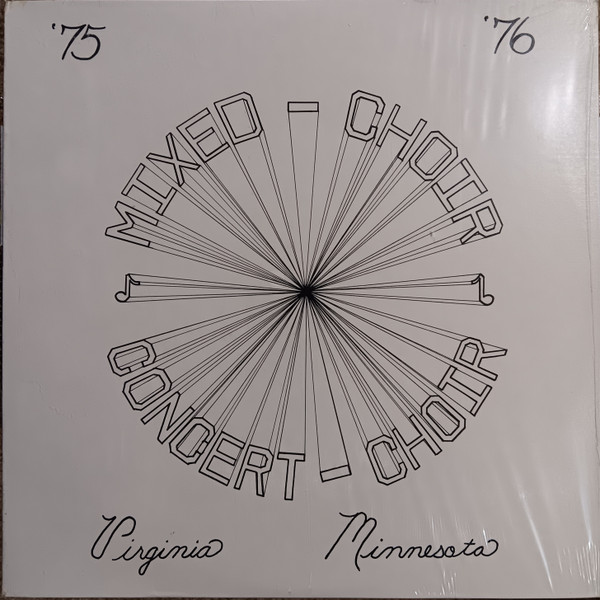 '75 '76
MIXED - CHOIR
CONCERT - CHOIR
Virginia Minnesota